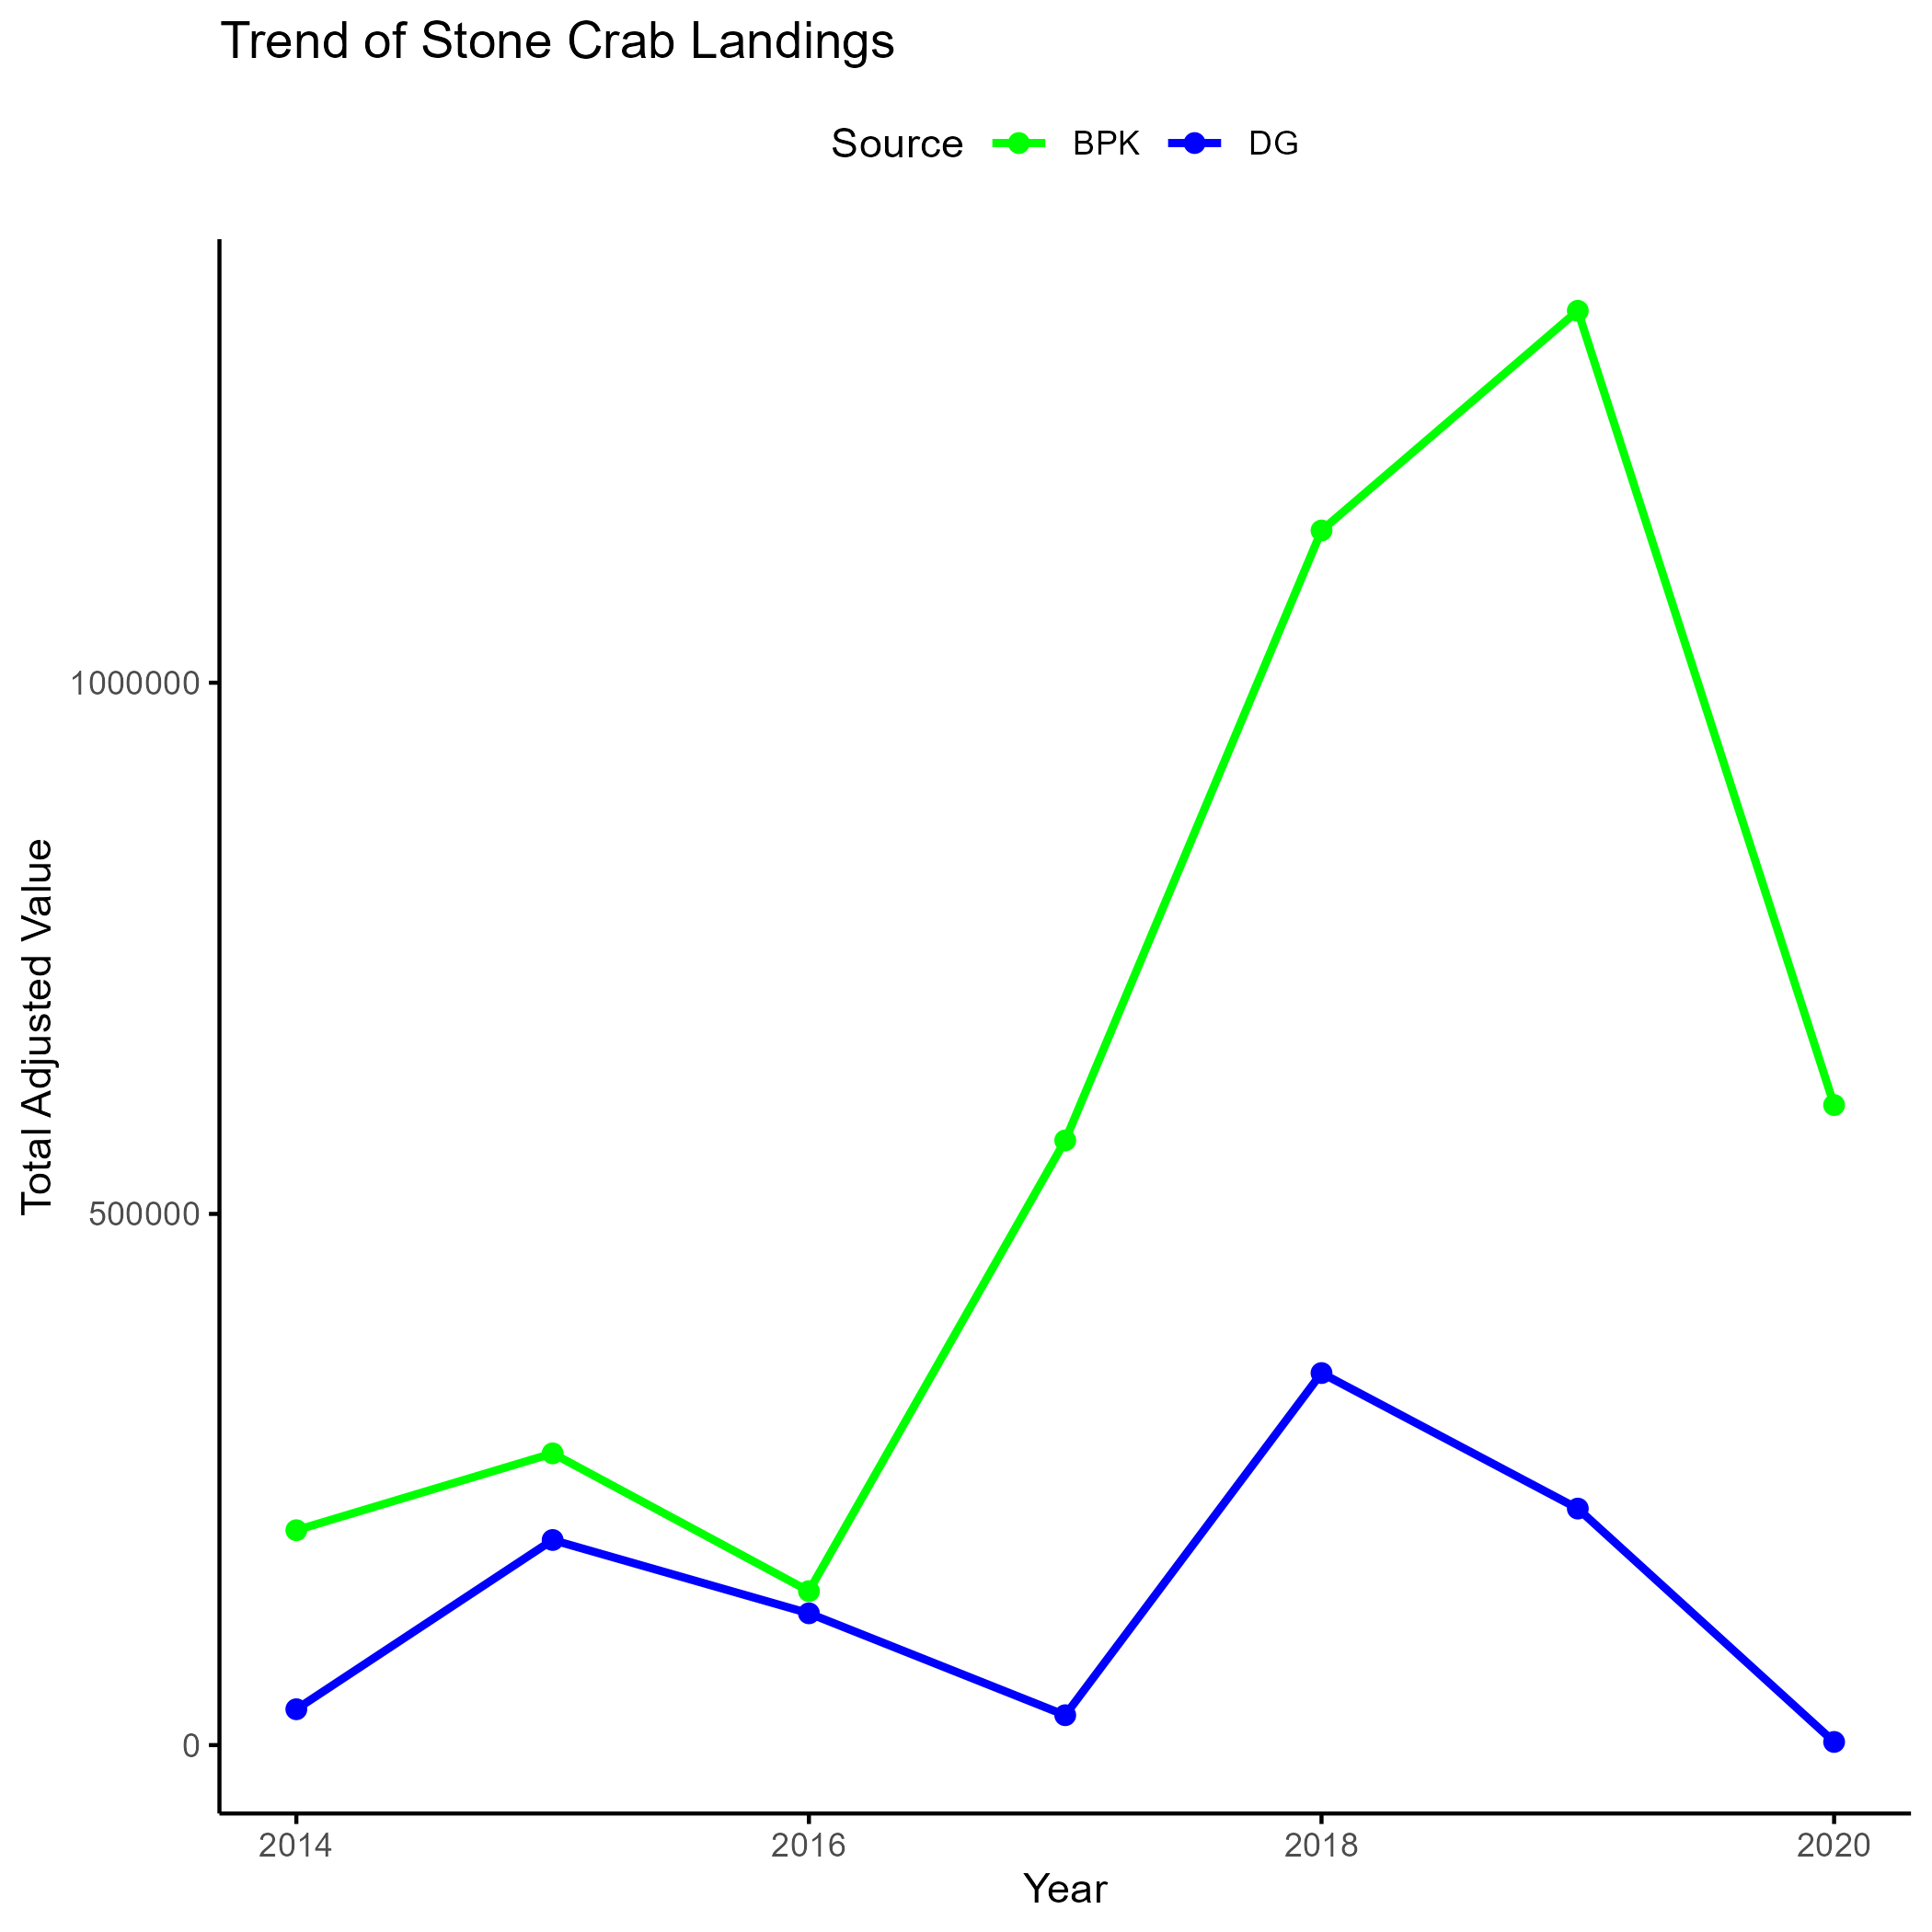 Trend of Stone Crab Landings
Source BPK DG
Total Adjusted Value
1000000
500000
0
2014 2016 2018 2020
Year